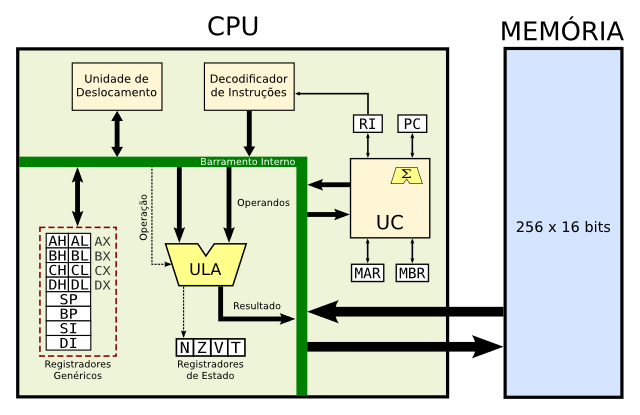 CPU
MEMÓRIA
Unidade de
Deslocamento
Decodificador
de Instruções
RI
PC
Barramento Interno
Σ
UC
Operação
Operandos
ULA
MAR
MBR
256 x 16 bits
AH AL AX
BH BL BX
CH CL CX
DH DL DX
SP
BP
SI
DI
Registradores
Genéricos
Resultado
N Z V T
Registradores
de Estado